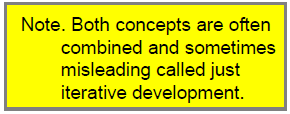 Note. Both concepts are often
combined and sometimes
misleading called just
iterative development.